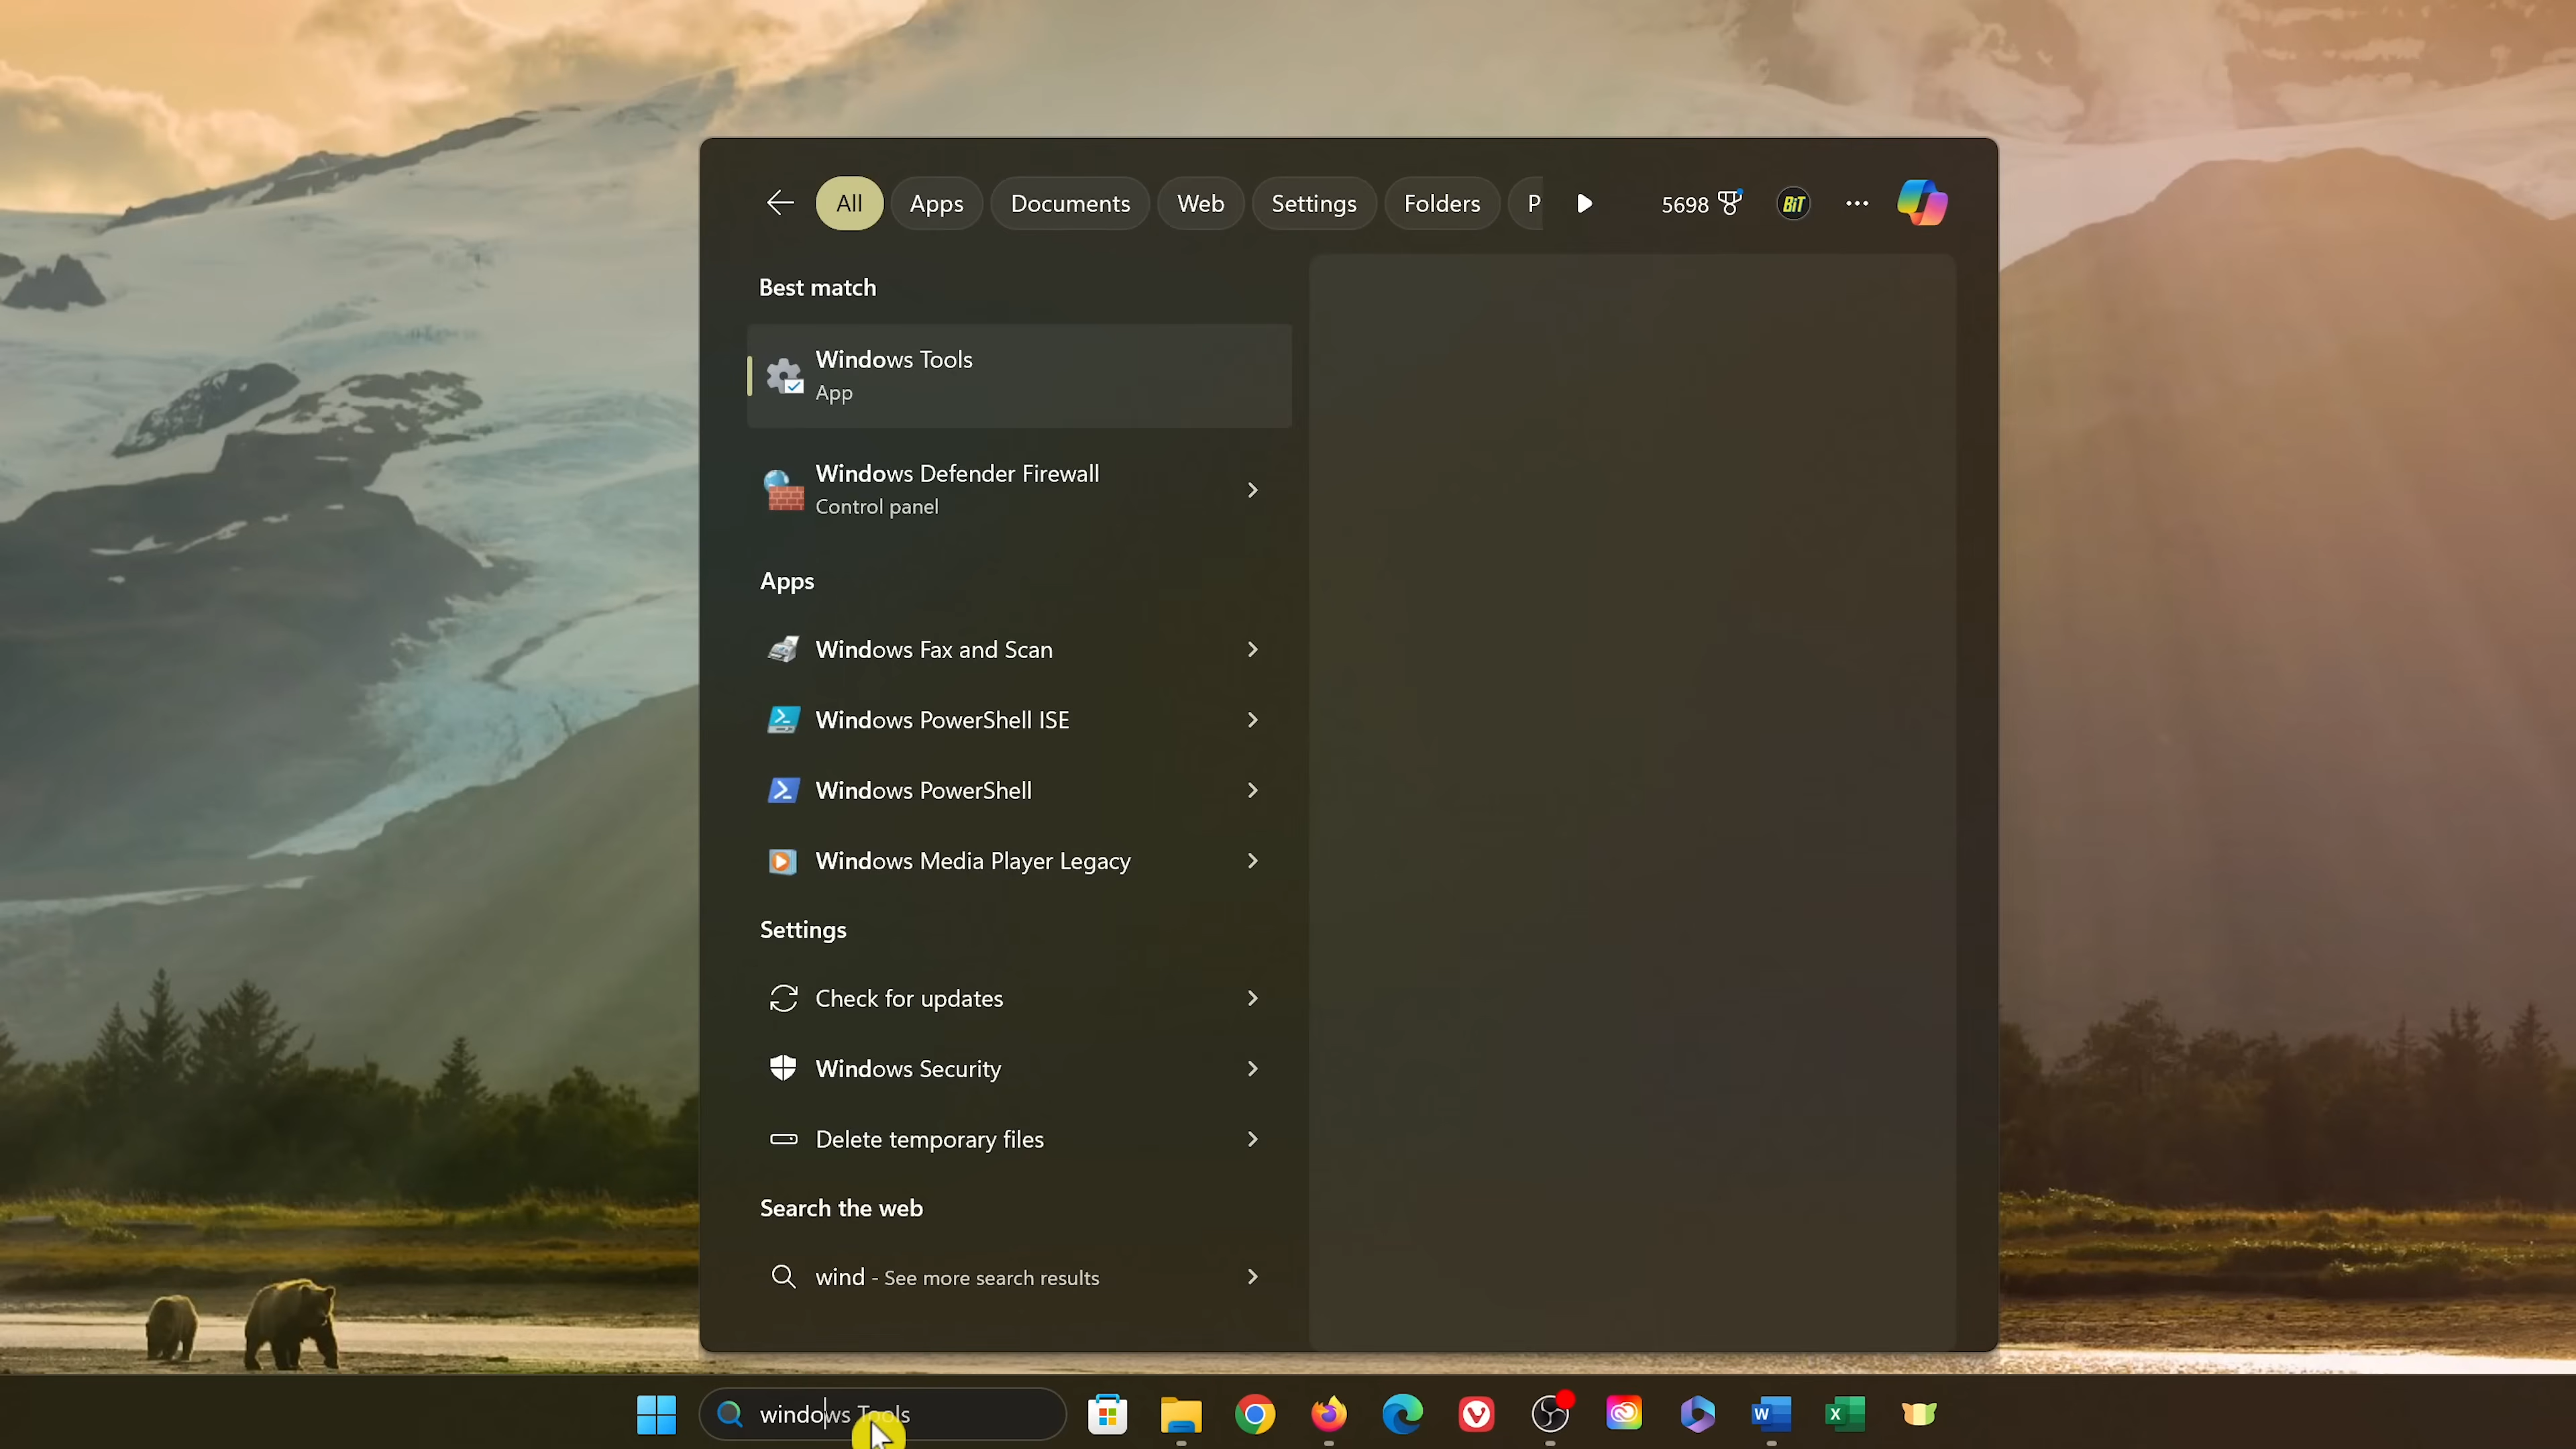 All Apps Documents Web Settings Folders P 5698 BiT
Best match
Windows Tools
App
Windows Defender Firewall
Control panel
Apps
Windows Fax and Scan
Windows PowerShell ISE
Windows PowerShell
Windows Media Player Legacy
Settings
Check for updates
Windows Security
Delete temporary files
Search the web
wind - See more search results
windows Tools